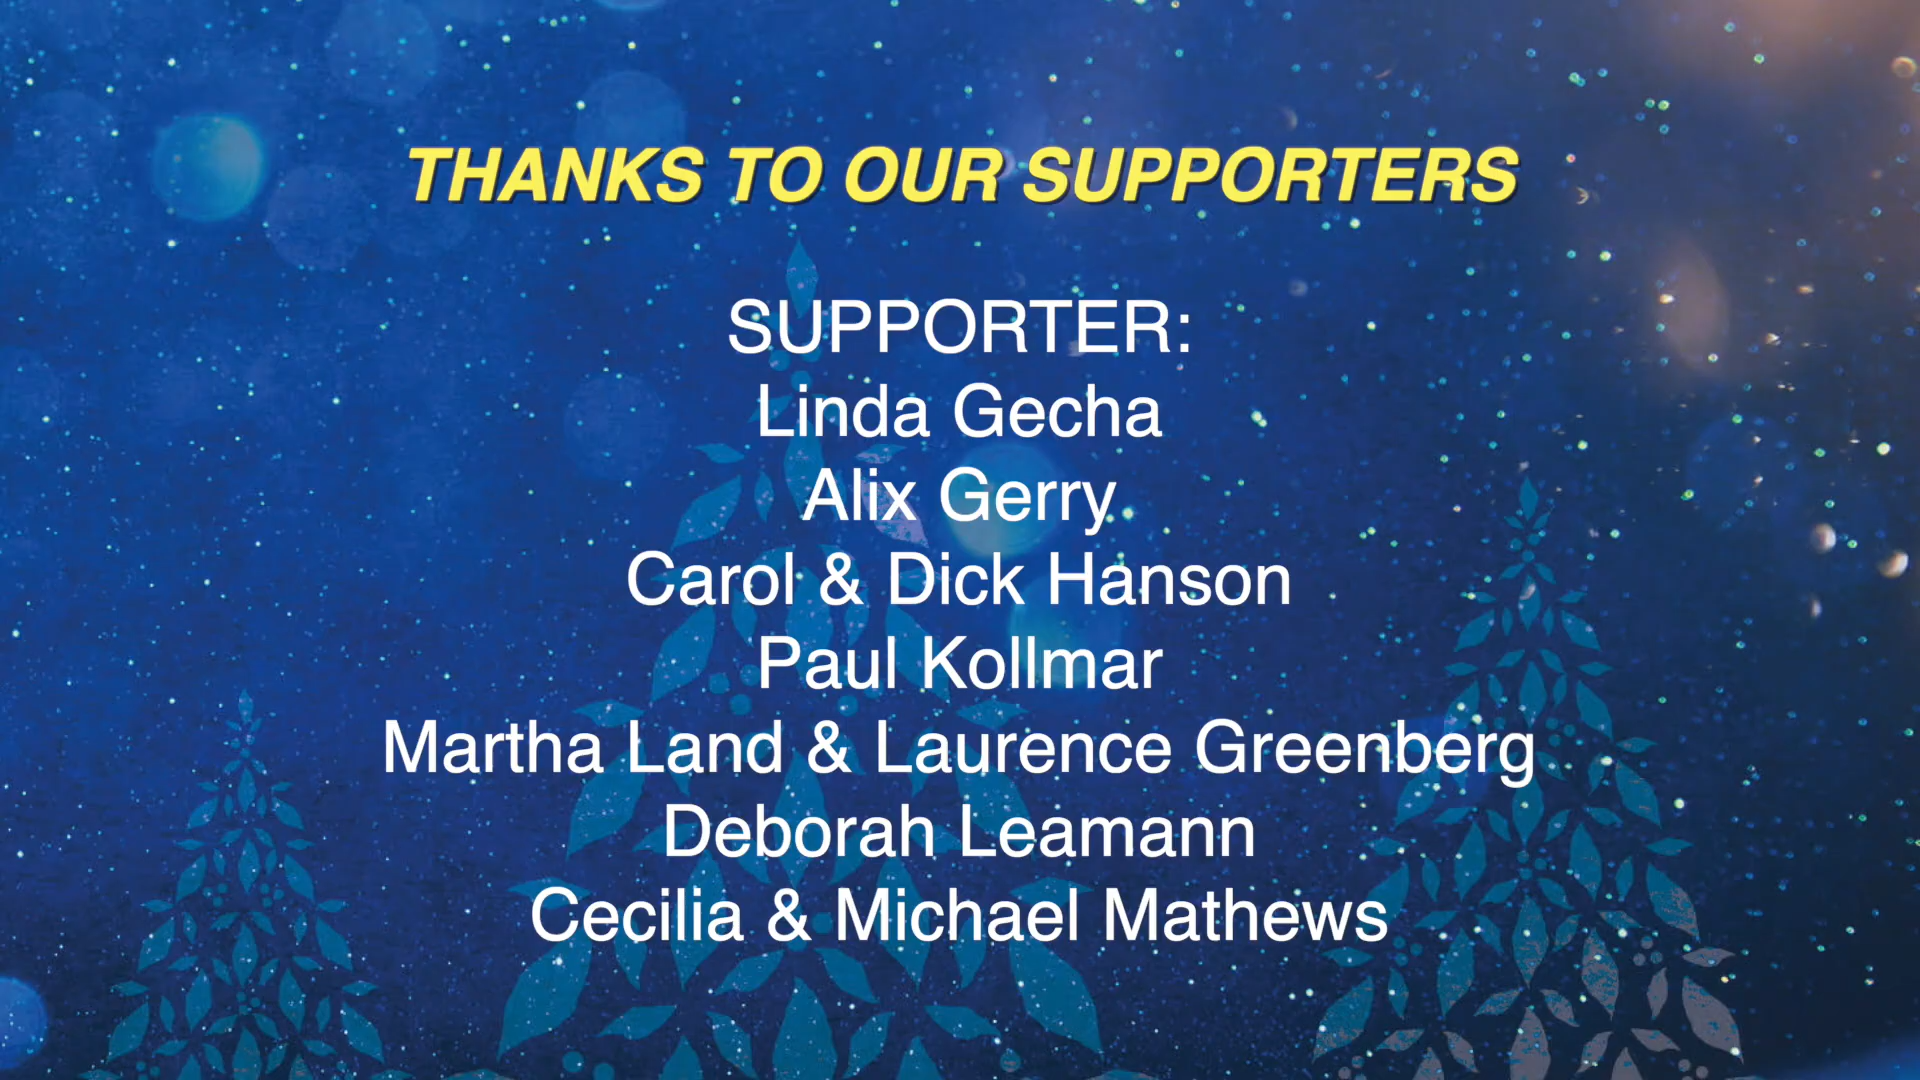 THANKS TO OUR SUPPORTERS
SUPPORTER:
Linda Gecha
Alix Gerry
Carol & Dick Hanson
Paul Kollmar
Martha Land & Laurence Greenberg
Deborah Leamann
Cecilia & Michael Mathews